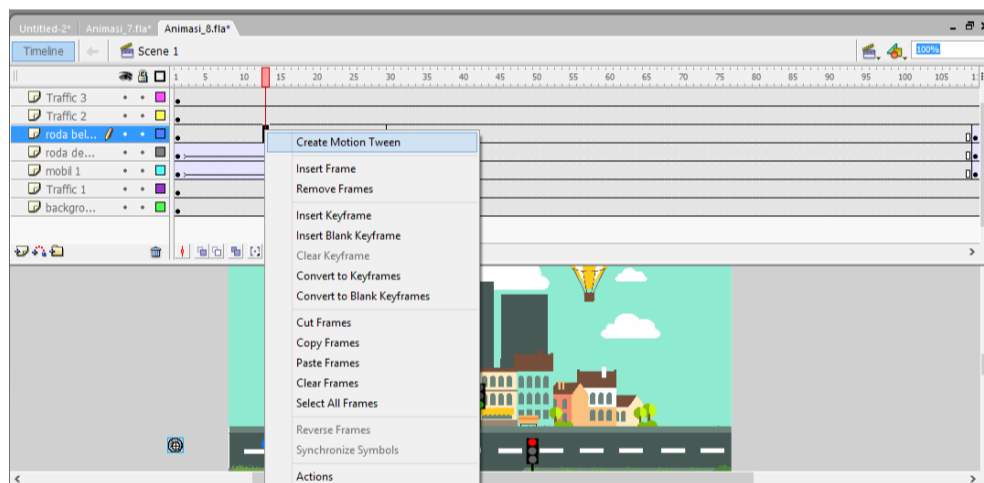 Untitled-2* Animasi_7.fla* Animasi_8.fla*
Timeline Scene 1 100%
1 5 10 15 20 25 30 35 40 45 50 55 60 65 70 75 80 85 90 95 100 105
Traffic 3
Traffic 2
roda bel...
roda de...
mobil 1
Traffic 1
backgro...
Create Motion Tween
Insert Frame
Remove Frames
Insert Keyframe
Insert Blank Keyframe
Clear Keyframe
Convert to Keyframes
Convert to Blank Keyframes
Cut Frames
Copy Frames
Paste Frames
Clear Frames
Select All Frames
Reverse Frames
Synchronize Symbols
Actions